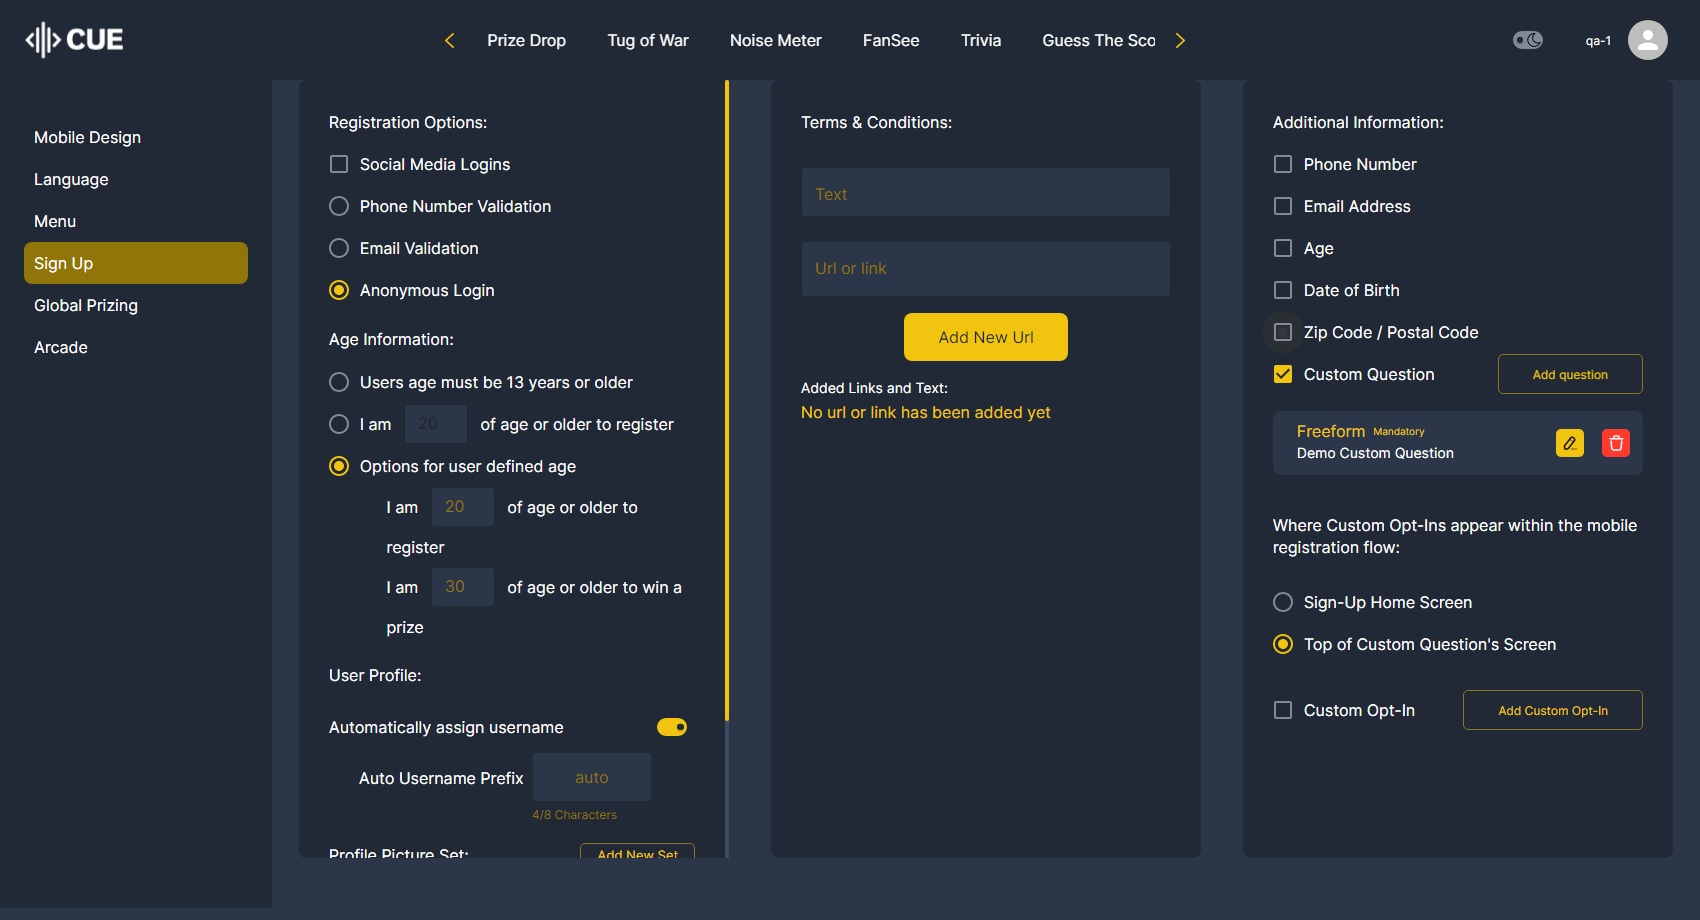 CUE
Prize Drop
Tug of War
Noise Meter
FanSee
Trivia
Guess The Sco
qa-1
Mobile Design
Language
Menu
Sign Up
Global Prizing
Arcade
Registration Options:
Social Media Logins
Phone Number Validation
Email Validation
Anonymous Login
Age Information:
Users age must be 13 years or older
I am 20 of age or older to register
Options for user defined age
I am 20 of age or older to
register
I am 30 of age or older to win a
prize
User Profile:
Automatically assign username
Auto Username Prefix auto
4/8 Characters
Profile Picture Set: Add New Set
Terms & Conditions:
Text
Url or link
Add New Url
Added Links and Text:
No url or link has been added yet
Additional Information:
Phone Number
Email Address
Age
Date of Birth
Zip Code / Postal Code
Custom Question Add question
Freeform Mandatory
Demo Custom Question
Where Custom Opt-Ins appear within the mobile
registration flow:
Sign-Up Home Screen
Top of Custom Question's Screen
Custom Opt-In Add Custom Opt-In